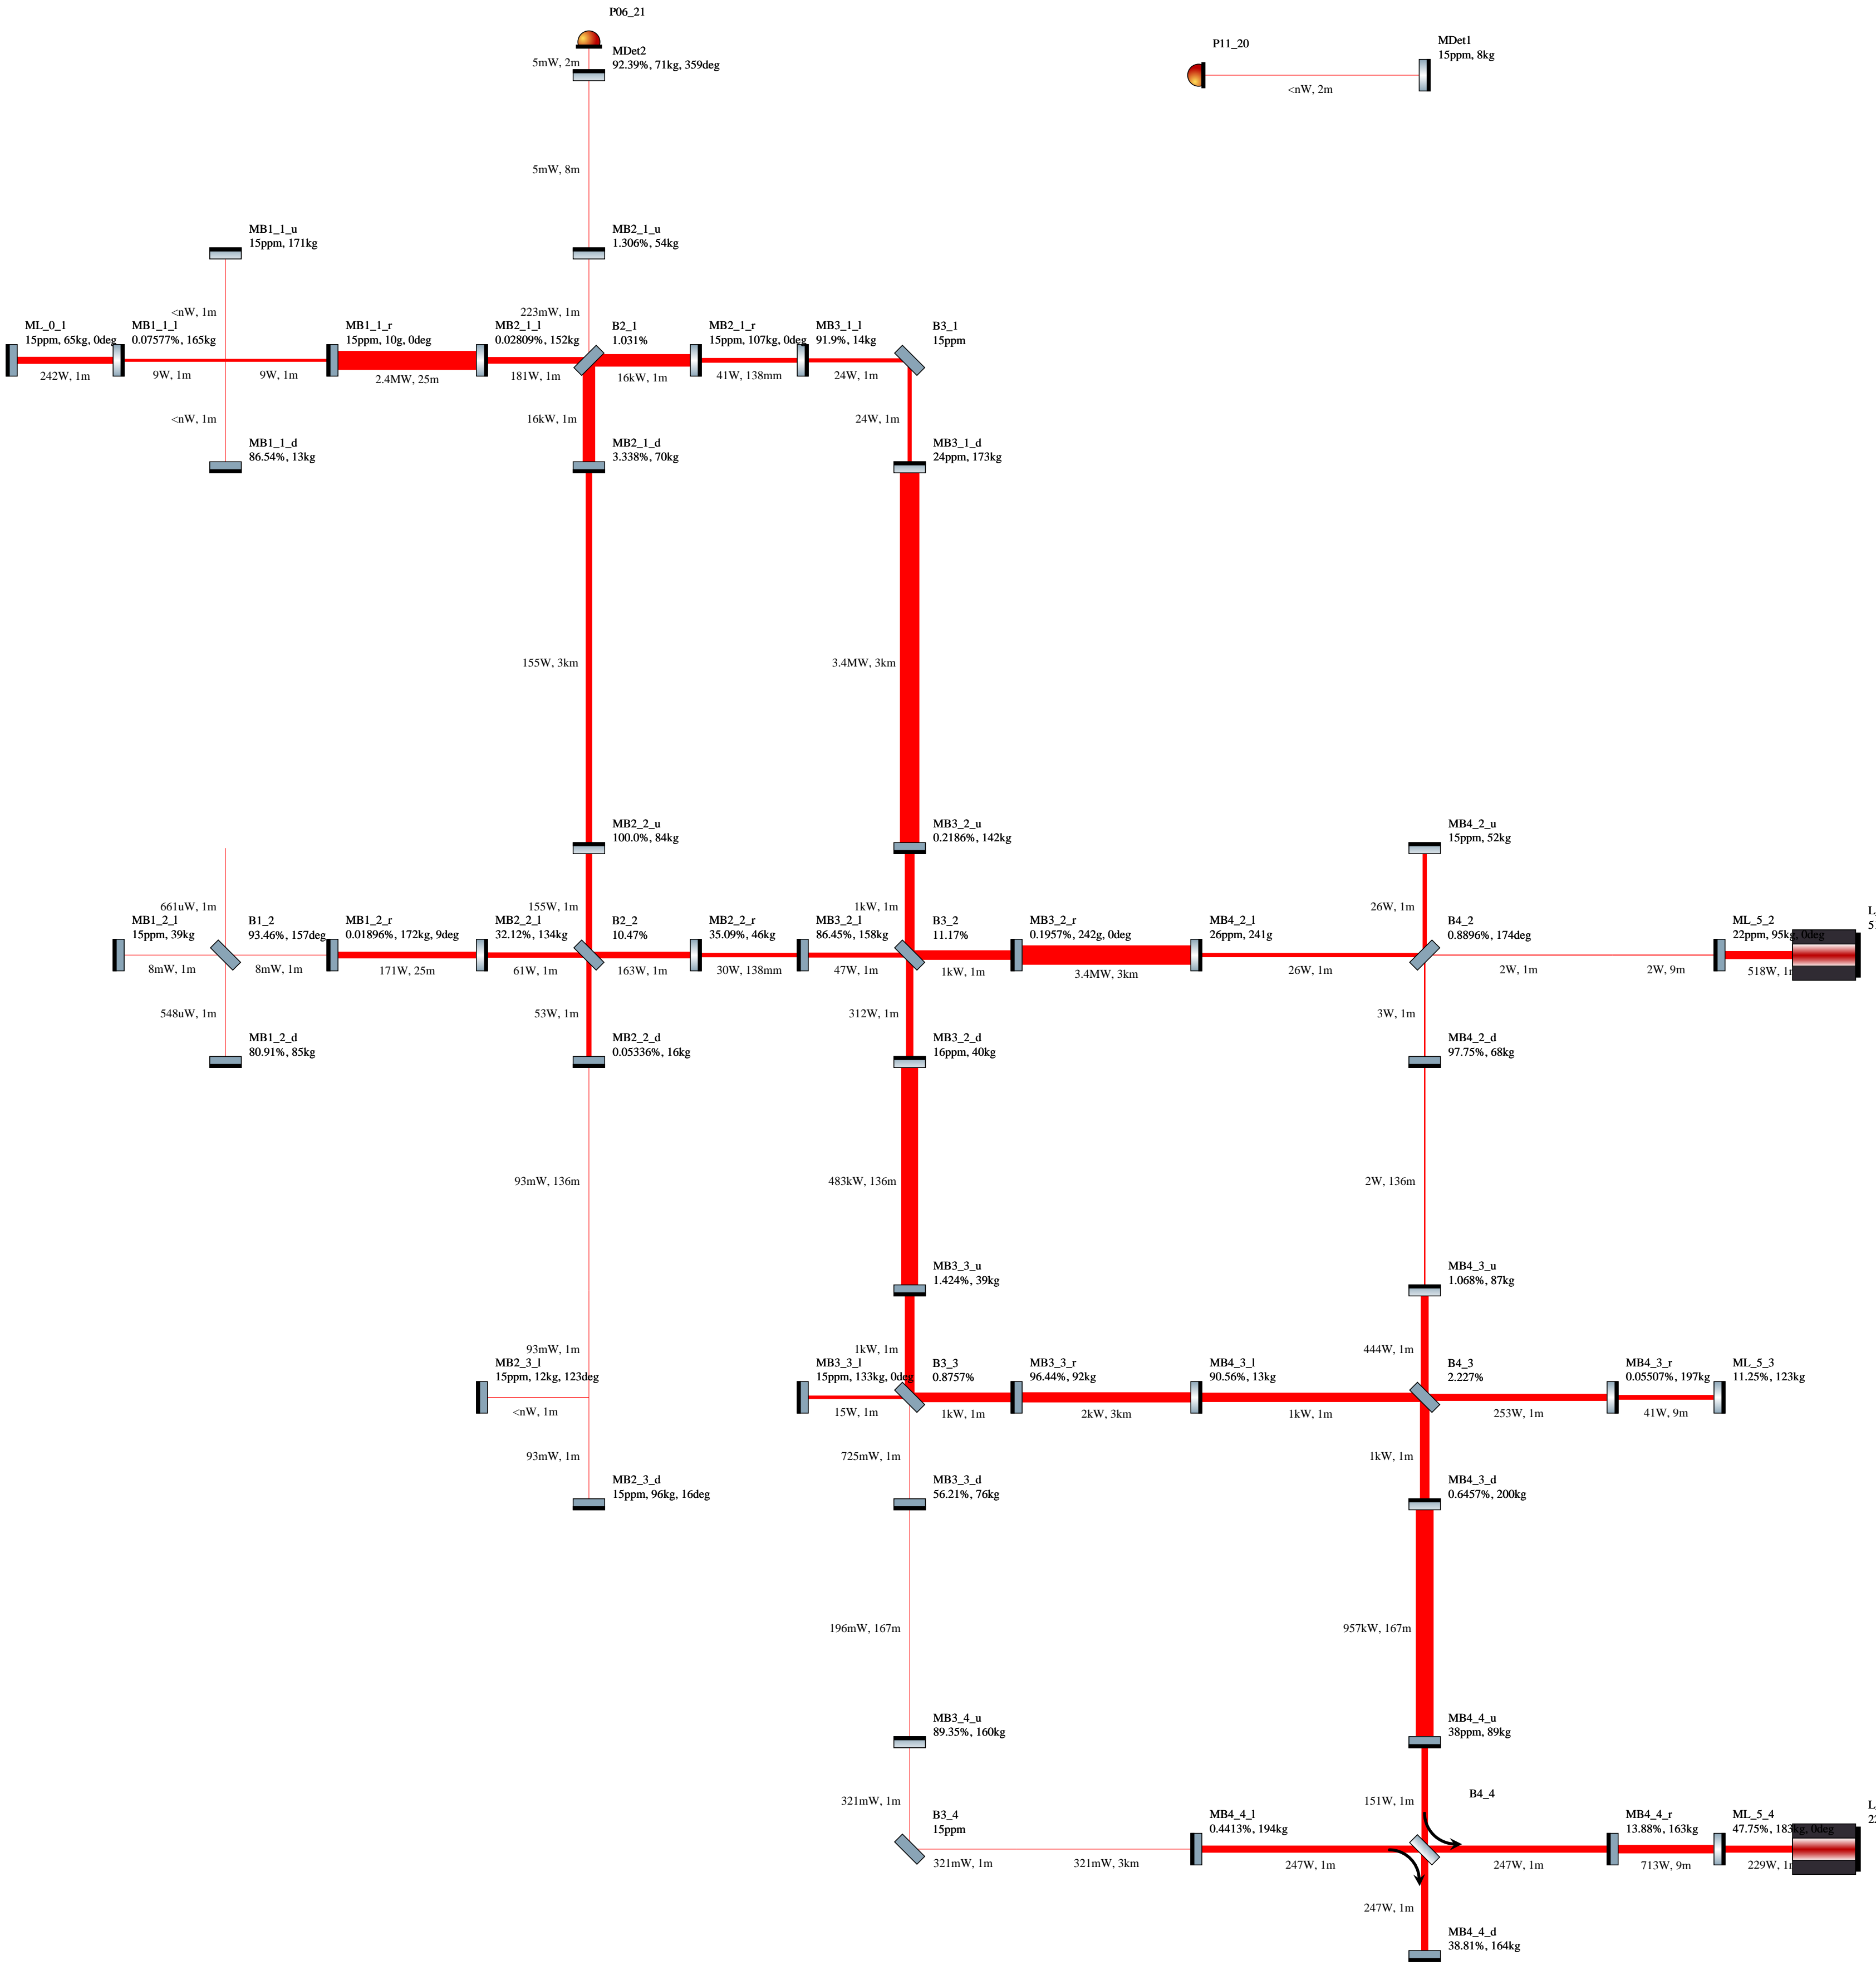 P06_21
MDet2
92.39%, 71kg, 359deg
5mW, 2m
P11_20
MDet1
15ppm, 8kg
<nW, 2m
5mW, 8m
MB1_1_u
15ppm, 171kg
MB2_1_u
1.306%, 54kg
<nW, 1m
223mW, 1m
ML_0_1
15ppm, 65kg, 0deg
MB1_1_l
0.07577%, 165kg
MB1_1_r
15ppm, 10g, 0deg
MB2_1_l
0.02809%, 152kg
B2_1
1.031%
MB2_1_r
15ppm, 107kg, 0deg
MB3_1_l
91.9%, 14kg
B3_1
15ppm
242W, 1m
9W, 1m
9W, 1m
2.4MW, 25m
181W, 1m
16kW, 1m
41W, 138mm
24W, 1m
<nW, 1m
16kW, 1m
24W, 1m
MB1_1_d
86.54%, 13kg
MB2_1_d
3.338%, 70kg
MB3_1_d
24ppm, 173kg
155W, 3km
3.4MW, 3km
MB2_2_u
100.0%, 84kg
MB3_2_u
0.2186%, 142kg
MB4_2_u
15ppm, 52kg
661uW, 1m
155W, 1m
1kW, 1m
26W, 1m
MB1_2_l
15ppm, 39kg
B1_2
93.46%, 157deg
MB1_2_r
0.01896%, 172kg, 9deg
MB2_2_l
32.12%, 134kg
B2_2
10.47%
MB2_2_r
35.09%, 46kg
MB3_2_l
86.45%, 158kg
B3_2
11.17%
MB3_2_r
0.1957%, 242g, 0deg
MB4_2_l
26ppm, 241g
B4_2
0.8896%, 174deg
ML_5_2
22ppm, 95kg, 0deg
L
5
8mW, 1m
8mW, 1m
171W, 25m
61W, 1m
163W, 1m
30W, 138mm
47W, 1m
1kW, 1m
3.4MW, 3km
26W, 1m
2W, 1m
2W, 9m
518W, 1m
548uW, 1m
53W, 1m
312W, 1m
3W, 1m
MB1_2_d
80.91%, 85kg
MB2_2_d
0.05336%, 16kg
MB3_2_d
16ppm, 40kg
MB4_2_d
97.75%, 68kg
93mW, 136m
483kW, 136m
2W, 136m
MB3_3_u
1.424%, 39kg
MB4_3_u
1.068%, 87kg
93mW, 1m
1kW, 1m
444W, 1m
MB2_3_l
15ppm, 12kg, 123deg
MB3_3_l
15ppm, 133kg, 0deg
B3_3
0.8757%
MB3_3_r
96.44%, 92kg
MB4_3_l
90.56%, 13kg
B4_3
2.227%
MB4_3_r
0.05507%, 197kg
ML_5_3
11.25%, 123kg
<nW, 1m
15W, 1m
1kW, 1m
2kW, 3km
1kW, 1m
253W, 1m
41W, 9m
93mW, 1m
725mW, 1m
1kW, 1m
MB2_3_d
15ppm, 96kg, 16deg
MB3_3_d
56.21%, 76kg
MB4_3_d
0.6457%, 200kg
196mW, 167m
957kW, 167m
MB3_4_u
89.35%, 160kg
MB4_4_u
38ppm, 89kg
321mW, 1m
151W, 1m
B4_4
B3_4
15ppm
MB4_4_l
0.4413%, 194kg
MB4_4_r
13.88%, 163kg
ML_5_4
47.75%, 183kg, 0deg
L
22
321mW, 1m
321mW, 3km
247W, 1m
247W, 1m
713W, 9m
229W, 1m
247W, 1m
MB4_4_d
38.81%, 164kg